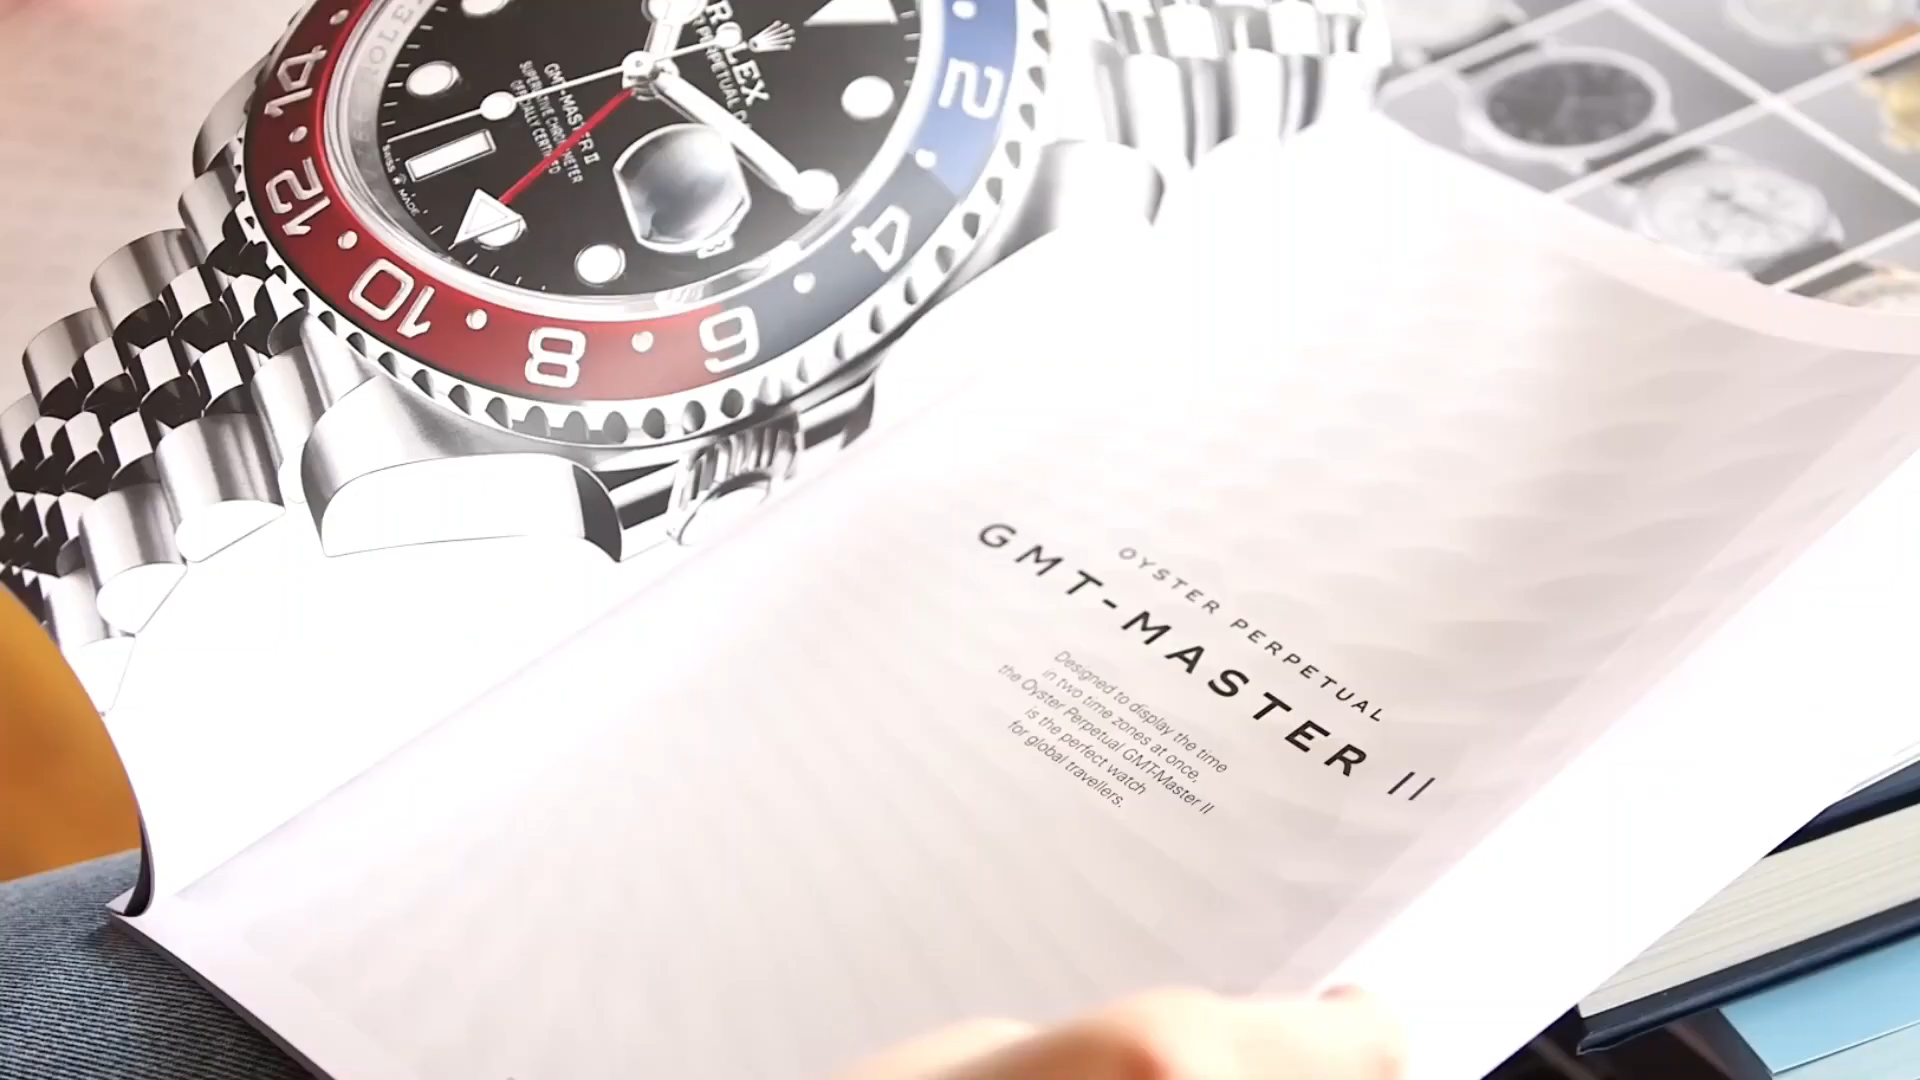 ROLEX
GMT-MASTER II
SUPERLATIVE CHRONOMETER
OFFICIALLY CERTIFIED
SWISS MADE
14
12
10
8
6
4
2
OYSTER PERPETUAL
GMT-MASTER II
Designed to display the time
in two time zones at once,
the Oyster Perpetual GMT-Master II
is the perfect watch
for global travellers.